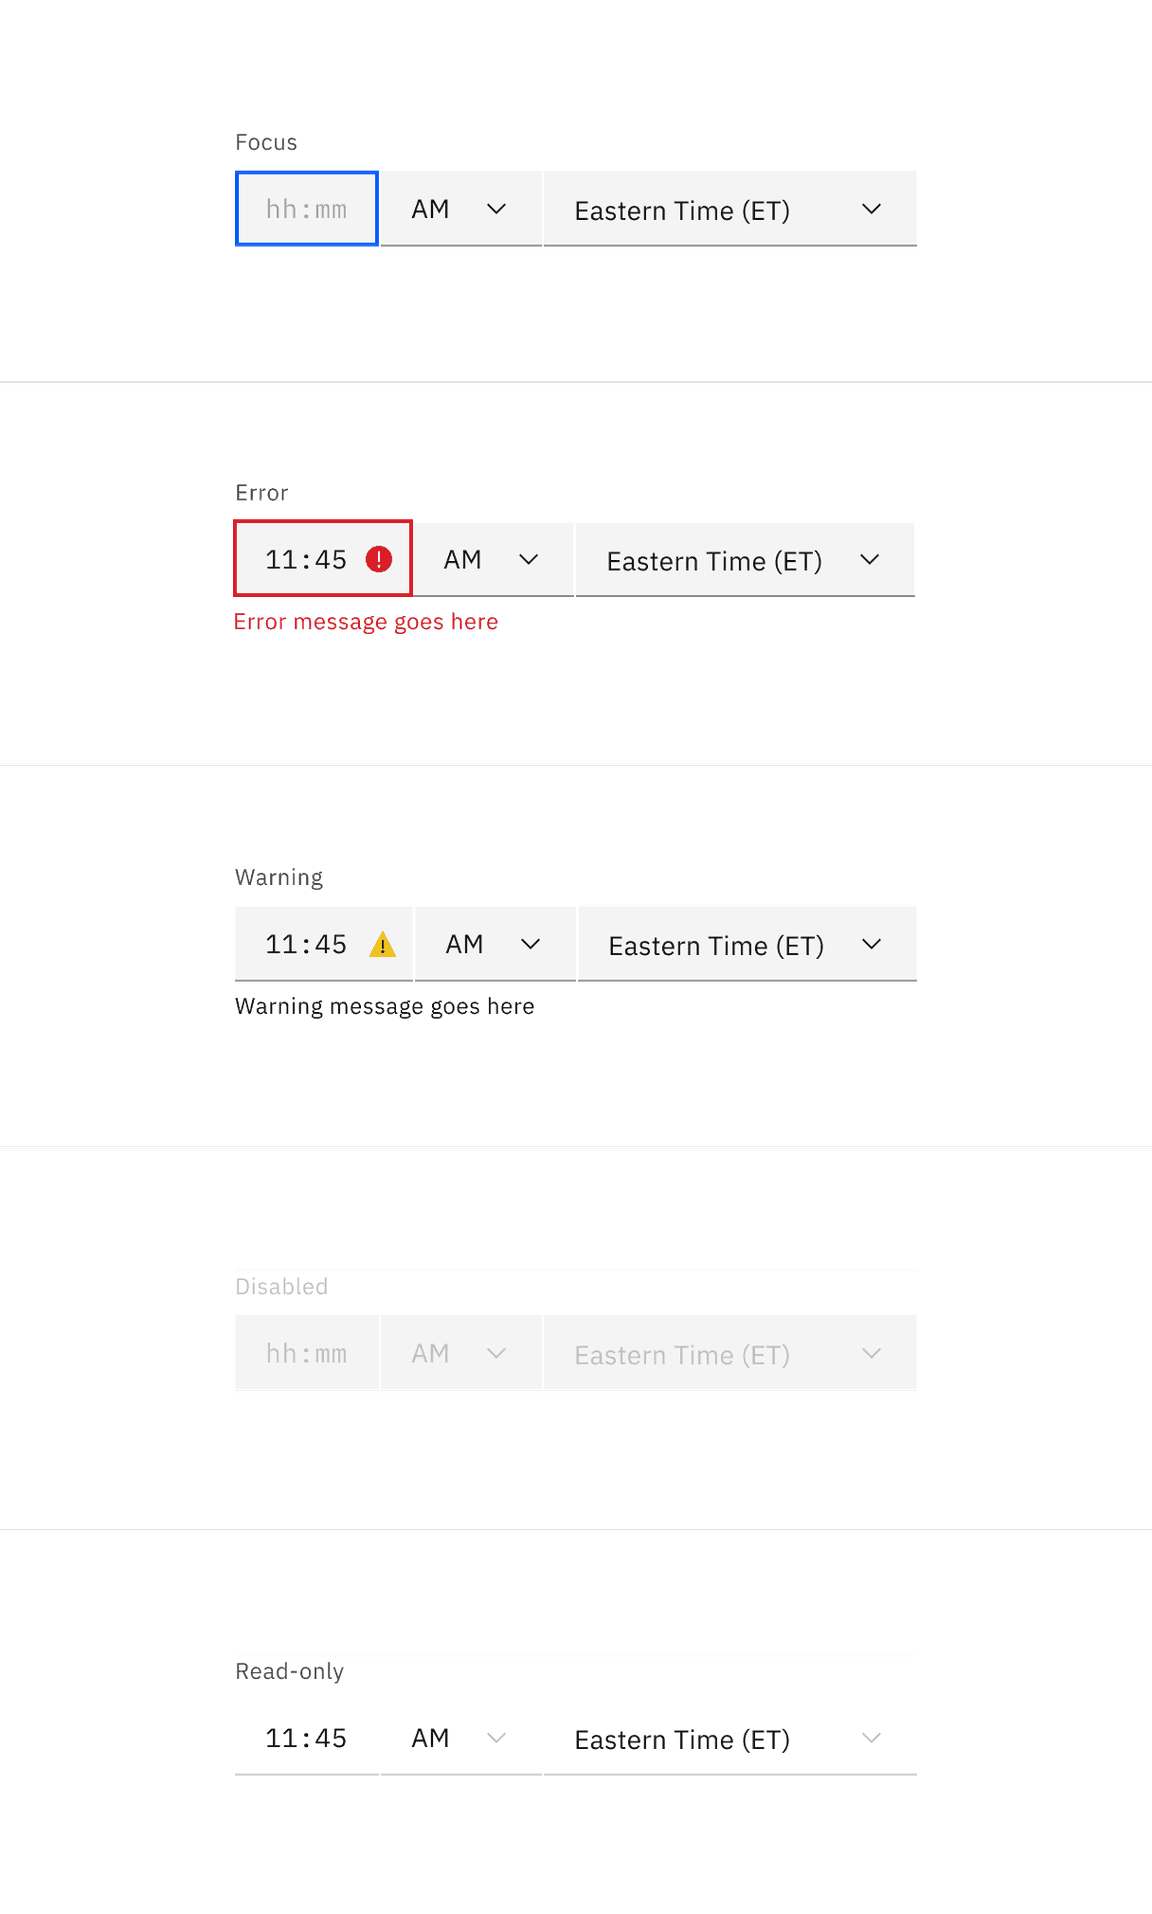 Focus
hh:mm AM Eastern Time (ET)
Error
11:45 AM Eastern Time (ET)
Error message goes here
Warning
11:45 AM Eastern Time (ET)
Warning message goes here
Disabled
hh:mm AM Eastern Time (ET)
Read-only
11:45 AM Eastern Time (ET)